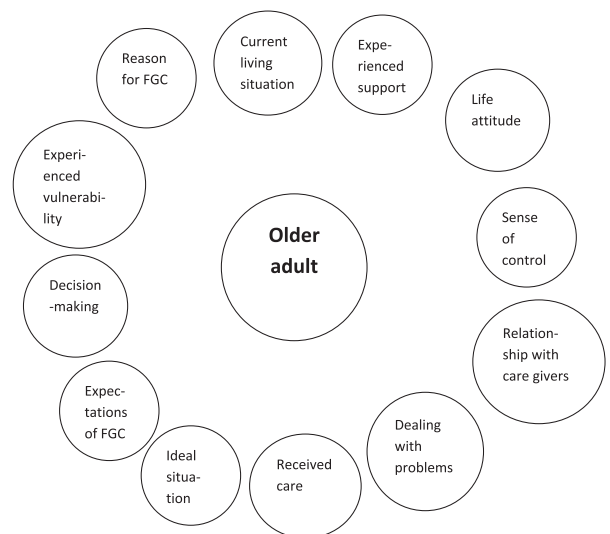 Current
living
situation
Expe-
rienced
support
Life
attitude
Sense
of
control
Relation-
ship with
care givers
Dealing
with
problems
Received
care
Ideal
situa-
tion
Expec-
tations
of FGC
Decision
-making
Experi-
enced
vulnerabi-
lity
Reason
for FGC
Older
adult